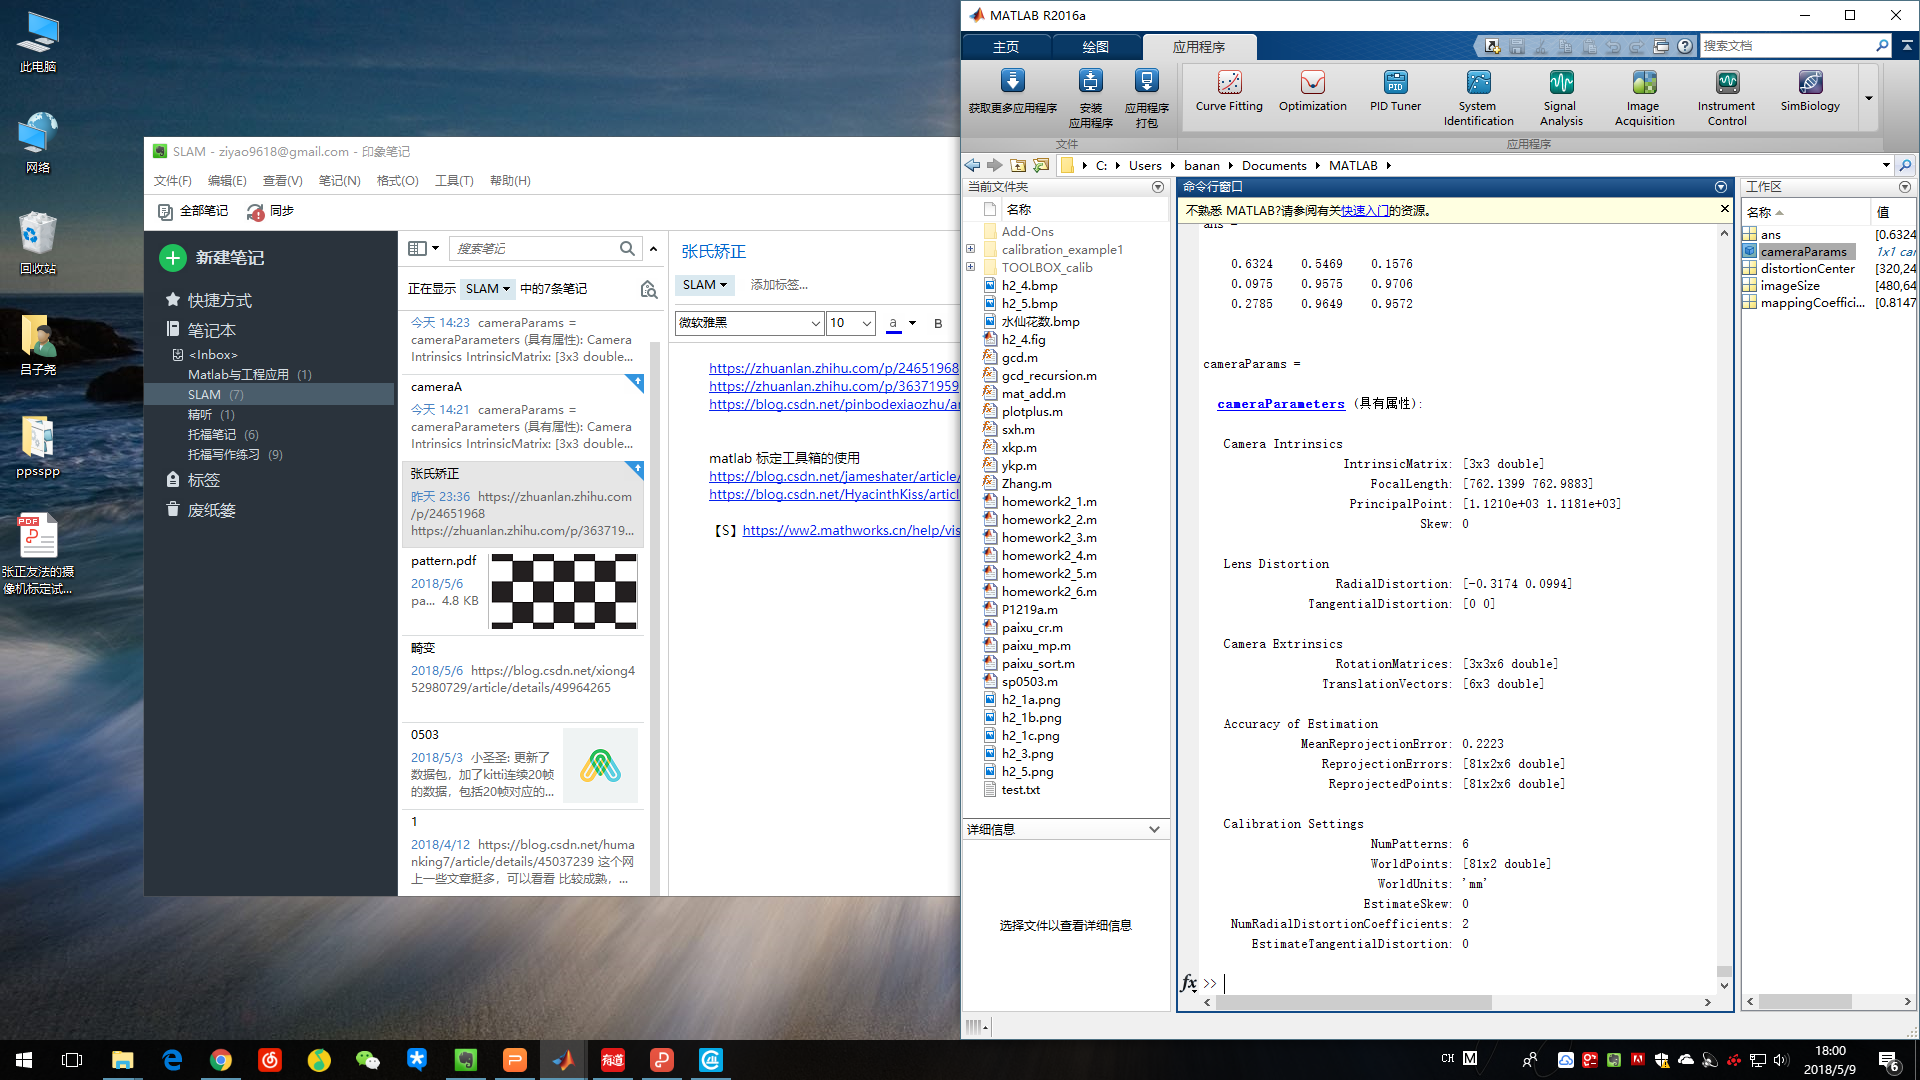 此电脑
网络
回收站
吕子尧
ppsspp
张正友法的摄
像机标定试...
SLAM - ziyao9618@gmail.com - 印象笔记
文件(F) 编辑(E) 查看(V) 笔记(N) 格式(O) 工具(T) 帮助(H)
全部笔记 同步
新建笔记
快捷方式
笔记本
<Inbox>
Matlab与工程应用 (1)
SLAM (7)
精听 (1)
托福笔记 (6)
托福写作练习 (9)
标签
废纸篓
搜索笔记
正在显示 SLAM 中的7条笔记
今天 14:23 cameraParams =
cameraParameters (具有属性): Camera
Intrinsics IntrinsicMatrix: [3x3 double...
cameraA
今天 14:21 cameraParams =
cameraParameters (具有属性): Camera
Intrinsics IntrinsicMatrix: [3x3 double...
张氏矫正
昨天 23:36 https://zhuanlan.zhihu.com
/p/24651968
https://zhuanlan.zhihu.com/p/363719...
pattern.pdf
2018/5/6
pa... 4.8 KB
畸变
2018/5/6 https://blog.csdn.net/xiong4
52980729/article/details/49964265
0503
2018/5/3 小圣圣: 更新了
数据包，加了kitti连续20帧
的数据，包括20帧对应的...
1
2018/4/12 https://blog.csdn.net/huma
nking7/article/details/45037239 这个网
上一些文章挺多，可以看看 比较成熟，...
张氏矫正
SLAM 添加标签...
微软雅黑 10 a B
https://zhuanlan.zhihu.com/p/24651968
https://zhuanlan.zhihu.com/p/36371959
https://blog.csdn.net/pinbodexiaozhu/ar
matlab 标定工具箱的使用
https://blog.csdn.net/jameshater/article/
https://blog.csdn.net/HyacinthKiss/articl
【S】https://ww2.mathworks.cn/help/vis
MATLAB R2016a
主页 绘图 应用程序
搜索文档
获取更多应用程序
安装
应用程序
应用程序
打包
Curve Fitting
Optimization
PID Tuner
System
Identification
Signal
Analysis
Image
Acquisition
Instrument
Control
SimBiology
文件 应用程序
C: Users banan Documents MATLAB
当前文件夹
名称
Add-Ons
calibration_example1
TOOLBOX_calib
h2_4.bmp
h2_5.bmp
水仙花数.bmp
h2_4.fig
gcd.m
gcd_recursion.m
mat_add.m
plotplus.m
sxh.m
xkp.m
ykp.m
Zhang.m
homework2_1.m
homework2_2.m
homework2_3.m
homework2_4.m
homework2_5.m
homework2_6.m
P1219a.m
paixu_cr.m
paixu_mp.m
paixu_sort.m
sp0503.m
h2_1a.png
h2_1b.png
h2_1c.png
h2_3.png
h2_5.png
test.txt
详细信息
选择文件以查看详细信息
命令行窗口
不熟悉 MATLAB?请参阅有关快速入门的资源。
ans =
0.6324 0.5469 0.1576
0.0975 0.9575 0.9706
0.2785 0.9649 0.9572
cameraParams =
cameraParameters (具有属性):
Camera Intrinsics
IntrinsicMatrix: [3x3 double]
FocalLength: [762.1399 762.9883]
PrincipalPoint: [1.1210e+03 1.1181e+03]
Skew: 0
Lens Distortion
RadialDistortion: [-0.3174 0.0994]
TangentialDistortion: [0 0]
Camera Extrinsics
RotationMatrices: [3x3x6 double]
TranslationVectors: [6x3 double]
Accuracy of Estimation
MeanReprojectionError: 0.2223
ReprojectionErrors: [81x2x6 double]
ReprojectedPoints: [81x2x6 double]
Calibration Settings
NumPatterns: 6
WorldPoints: [81x2 double]
WorldUnits: 'mm'
EstimateSkew: 0
NumRadialDistortionCoefficients: 2
EstimateTangentialDistortion: 0
fx >>
工作区
名称 值
ans [0.6324
cameraParams 1x1 car
distortionCenter [320,24
imageSize [480,64
mappingCoeffici... [0.8147
CH M
18:00
2018/5/9
6